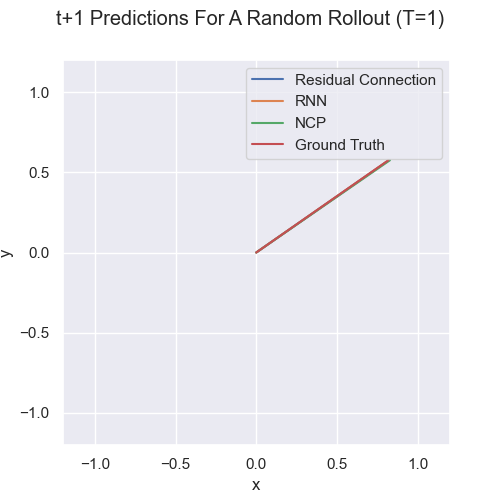 t+1 Predictions For A Random Rollout (T=1)
Residual Connection
RNN
NCP
Ground Truth
1.0
0.5
0.0
−0.5
−1.0
y
−1.0 −0.5 0.0 0.5 1.0
x